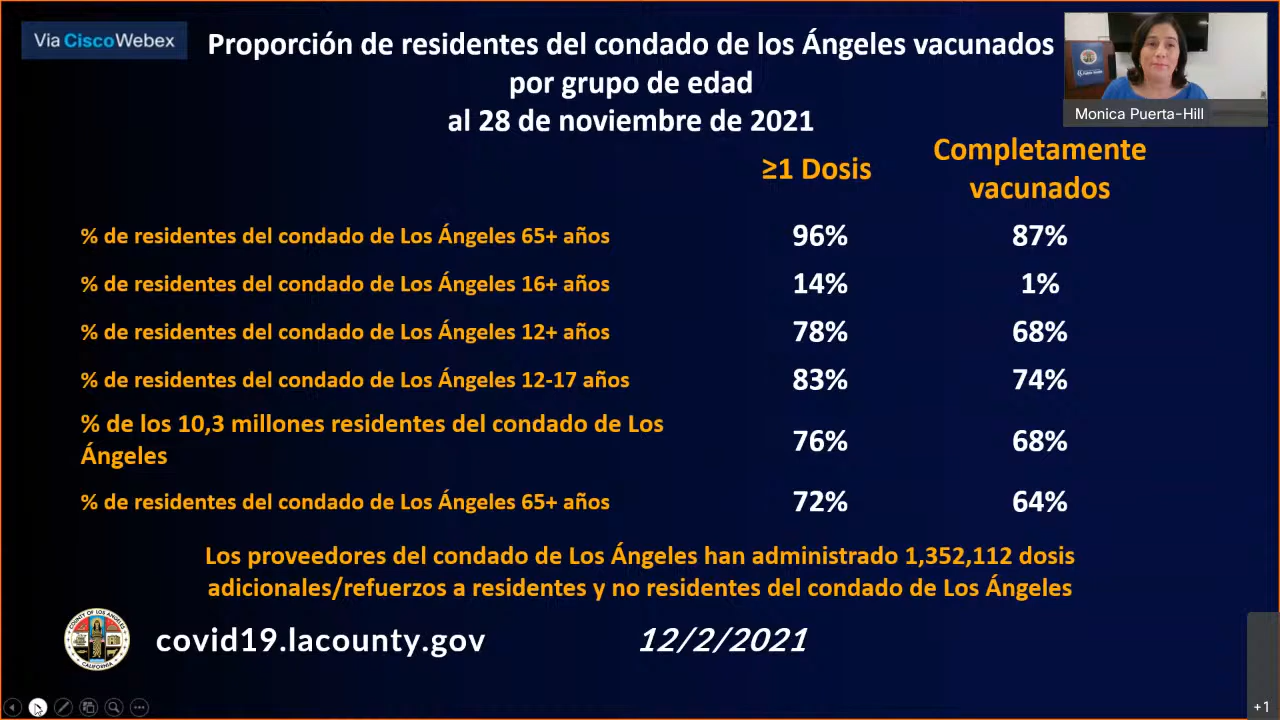 Via Cisco Webex
Proporción de residentes del condado de los Ángeles vacunados
por grupo de edad
al 28 de noviembre de 2021
Monica Puerta-Hill
≥1 Dosis
Completamente
vacunados
% de residentes del condado de Los Ángeles 65+ años 96% 87%
% de residentes del condado de Los Ángeles 16+ años 14% 1%
% de residentes del condado de Los Ángeles 12+ años 78% 68%
% de residentes del condado de Los Ángeles 12-17 años 83% 74%
% de los 10,3 millones residentes del condado de Los
Ángeles 76% 68%
% de residentes del condado de Los Ángeles 65+ años 72% 64%
Los proveedores del condado de Los Ángeles han administrado 1,352,112 dosis
adicionales/refuerzos a residentes y no residentes del condado de Los Ángeles
COUNTY OF LOS ANGELES
CALIFORNIA
covid19.lacounty.gov 12/2/2021
+1